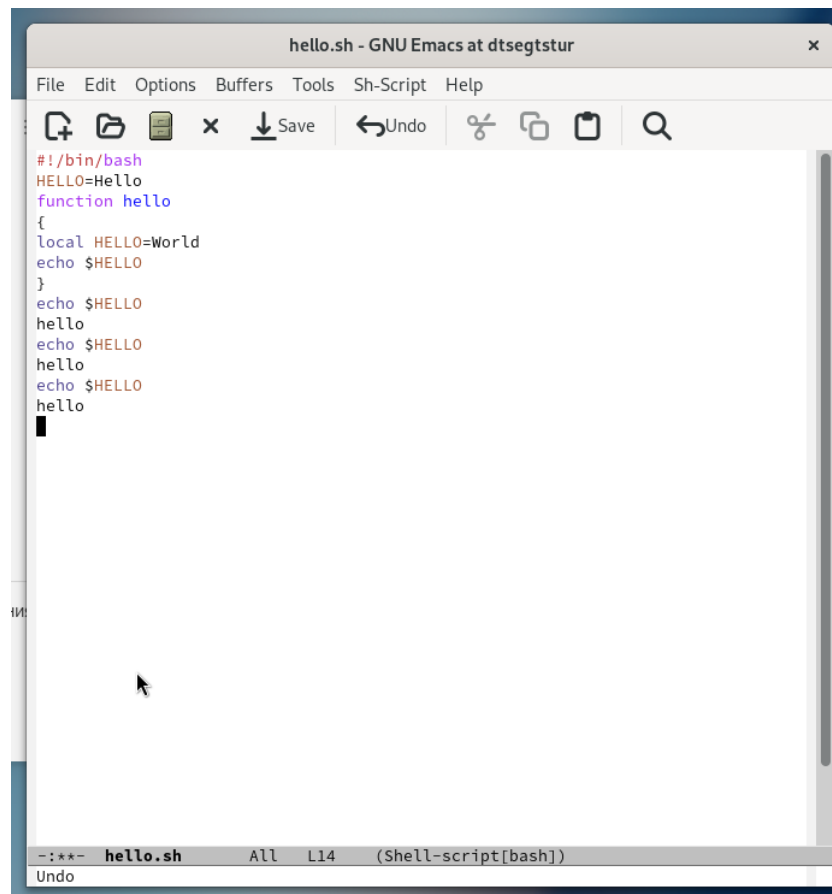 hello.sh - GNU Emacs at dtsegtstur
File Edit Options Buffers Tools Sh-Script Help
Save Undo
#!/bin/bash
HELLO=Hello
function hello
{
local HELLO=World
echo $HELLO
}
echo $HELLO
hello
echo $HELLO
hello
echo $HELLO
hello
-:**- hello.sh All L14 (Shell-script[bash])
Undo